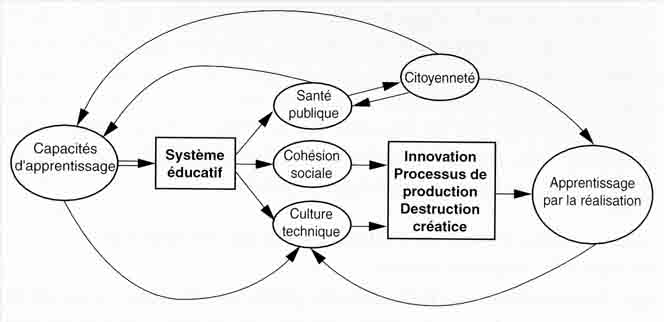 Citoyenneté
Santé
publique
Capacités
d'apprentissage
Système
éducatif
Cohésion
sociale
Innovation
Processus de
production
Destruction
créatice
Apprentissage
par la réalisation
Culture
technique